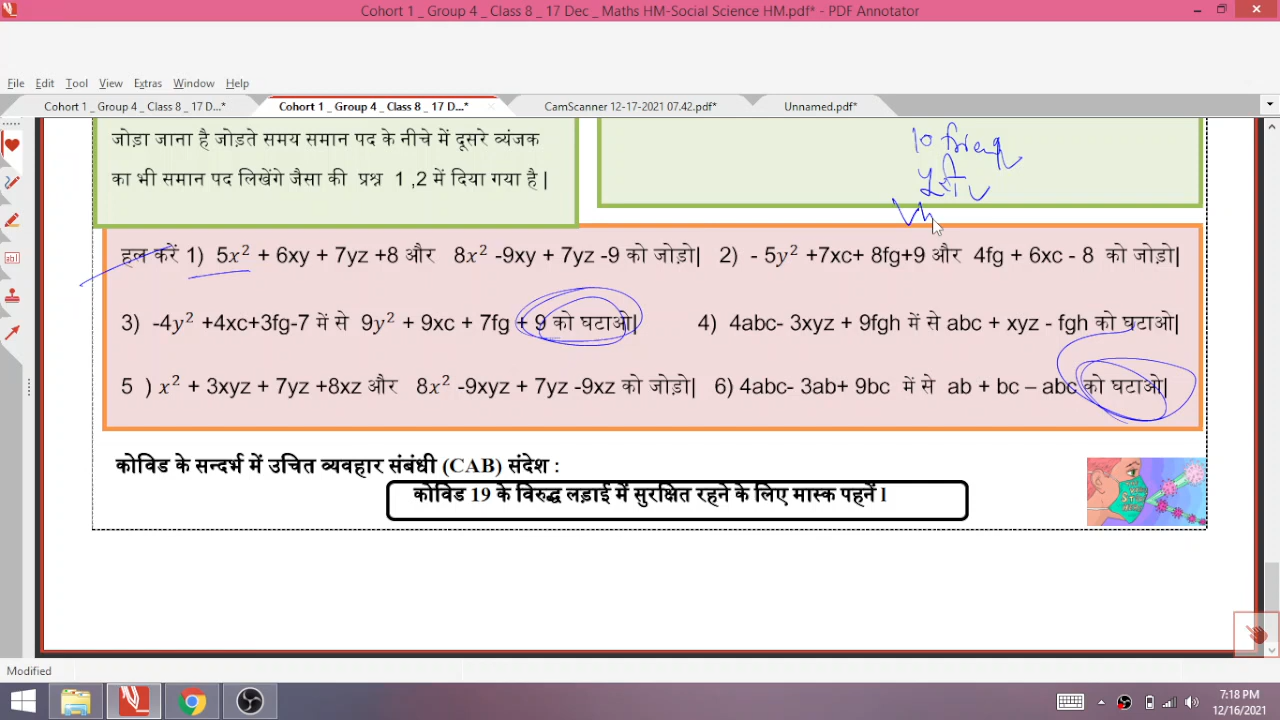 Cohort 1 _ Group 4 _ Class 8 _ 17 Dec _ Maths HM-Social Science HM.pdf* - PDF Annotator
File Edit Tool View Extras Window Help
Cohort 1 _ Group 4 _ Class 8 _ 17 D...* Cohort 1 _ Group 4 _ Class 8 _ 17 D...* CamScanner 12-17-2021 07.42.pdf* Unnamed.pdf*
जोड़ा जाना है जोड़ते समय समान पद के नीचे में दूसरे व्यंजक
का भी समान पद लिखेंगे जैसा की प्रश्न 1 ,2 में दिया गया है |
10
हल करें 1) 5x² + 6xy + 7yz +8 और 8x² -9xy + 7yz -9 को जोड़ो| 2) - 5y² +7xc+ 8fg+9 और 4fg + 6xc - 8 को जोड़ो|
3) -4y² +4xc+3fg-7 में से 9y² + 9xc + 7fg + 9 को घटाओ| 4) 4abc- 3xyz + 9fgh में से abc + xyz - fgh को घटाओ|
5 ) x² + 3xyz + 7yz +8xz और 8x² -9xyz + 7yz -9xz को जोड़ो| 6) 4abc- 3ab+ 9bc में से ab + bc – abc को घटाओ|
कोविड के सन्दर्भ में उचित व्यवहार संबंधी (CAB) संदेश :
कोविड 19 के विरुद्ध लड़ाई में सुरक्षित रहने के लिए मास्क पहनें l
Modified
7:18 PM
12/16/2021